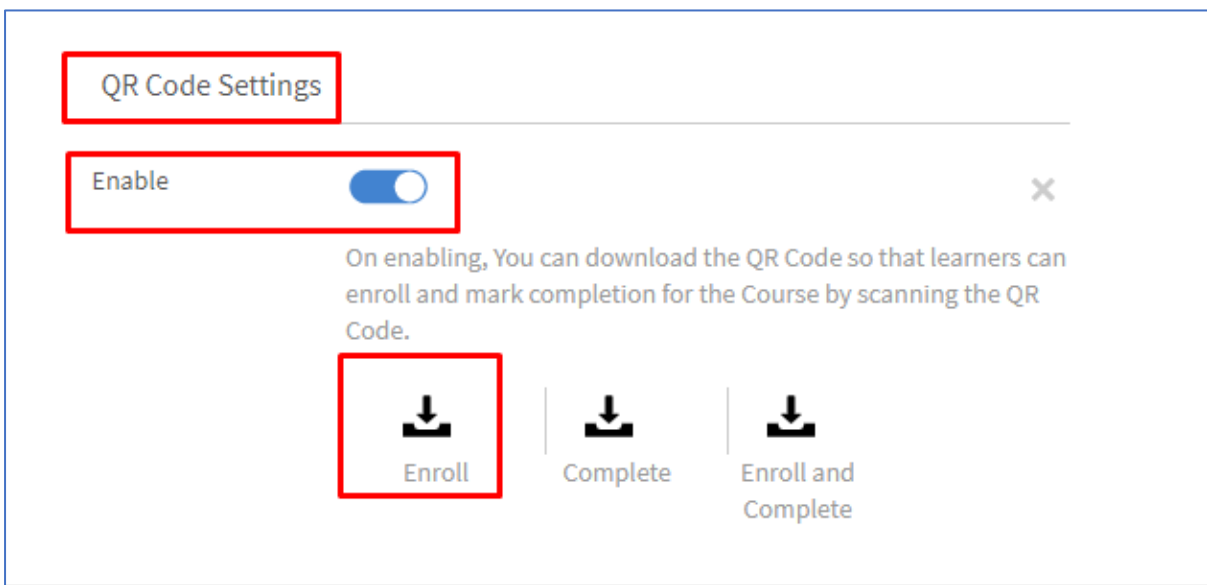 QR Code Settings
Enable
On enabling, You can download the QR Code so that learners can
enroll and mark completion for the Course by scanning the QR
Code.
Enroll
Complete
Enroll and
Complete